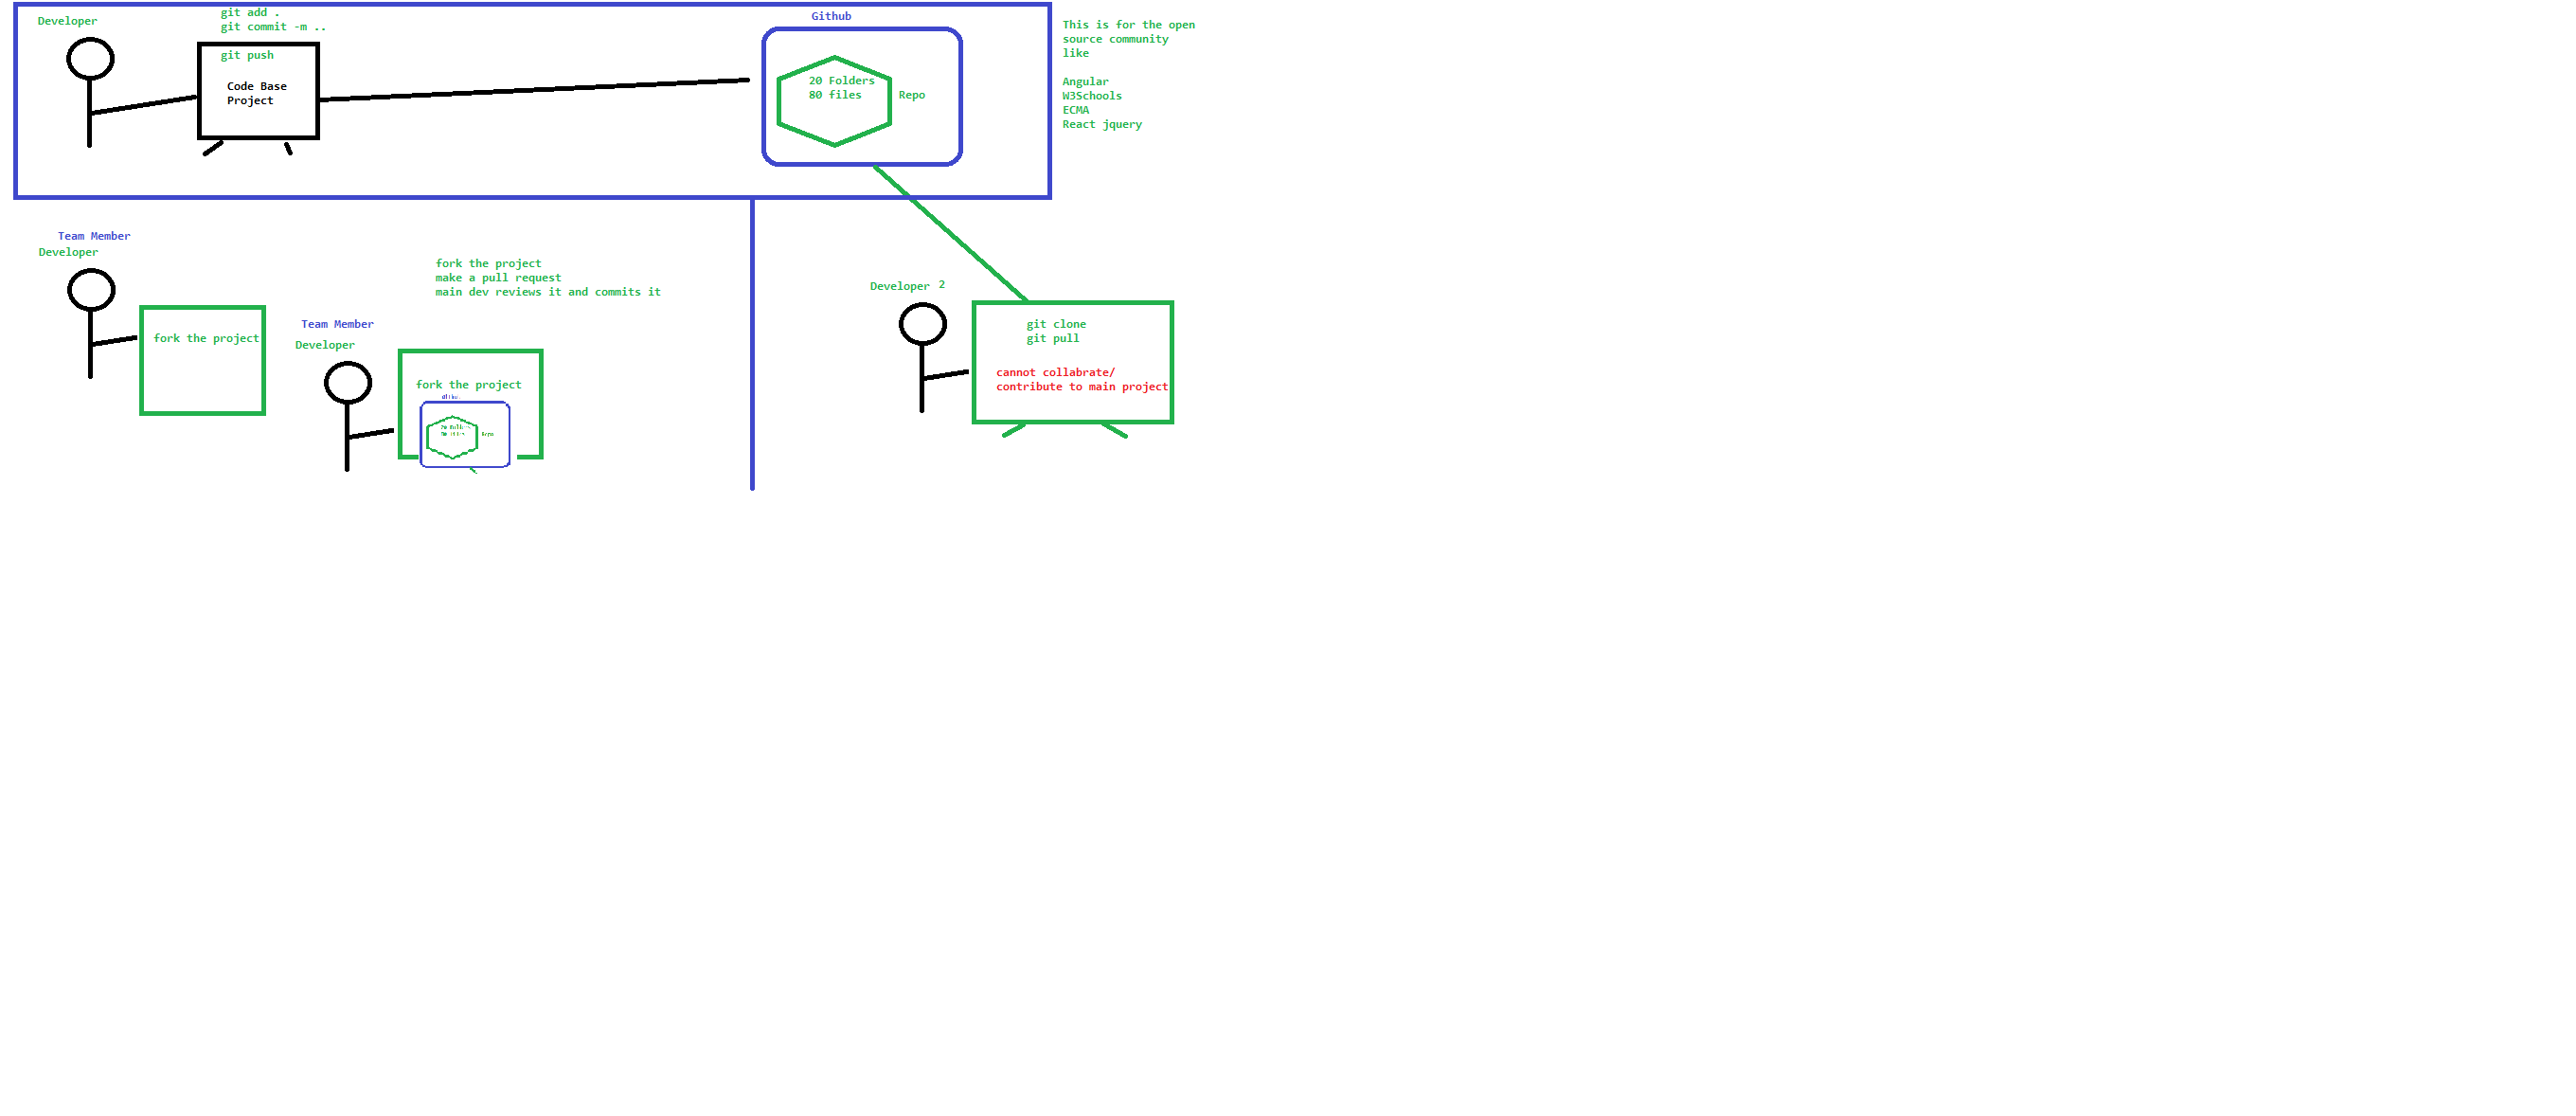 Developer
git add .
git commit -m ..
git push
Code Base
Project
Github
20 Folders
80 files
Repo
This is for the open
source community
like
Angular
W3Schools
ECMA
React jquery
Team Member
Developer
fork the project
fork the project
make a pull request
main dev reviews it and commits it
Team Member
Developer
fork the project
Repo
Developer 2
git clone
git pull
cannot collabrate/
contribute to main project